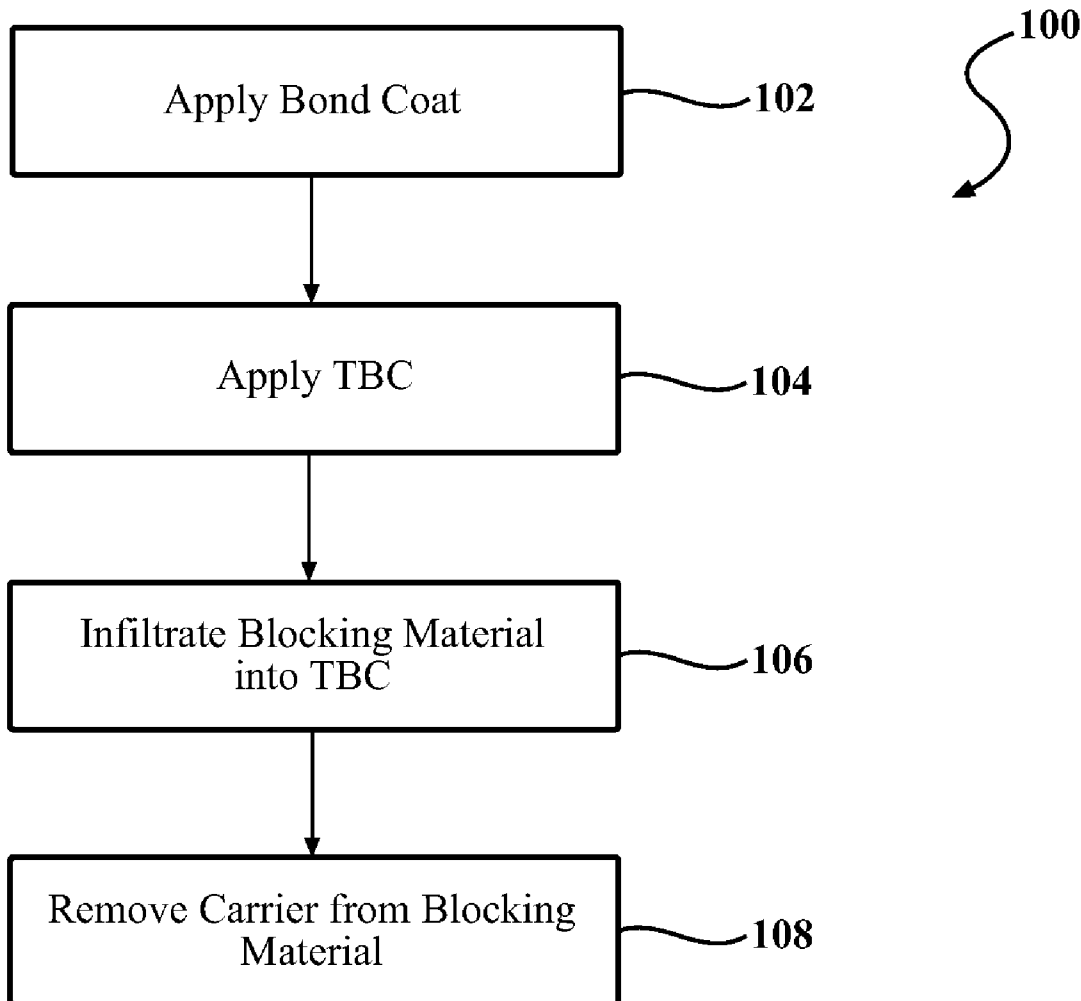 100
Apply Bond Coat
102
Apply TBC
104
Infiltrate Blocking Material
into TBC
106
Remove Carrier from Blocking
Material
108